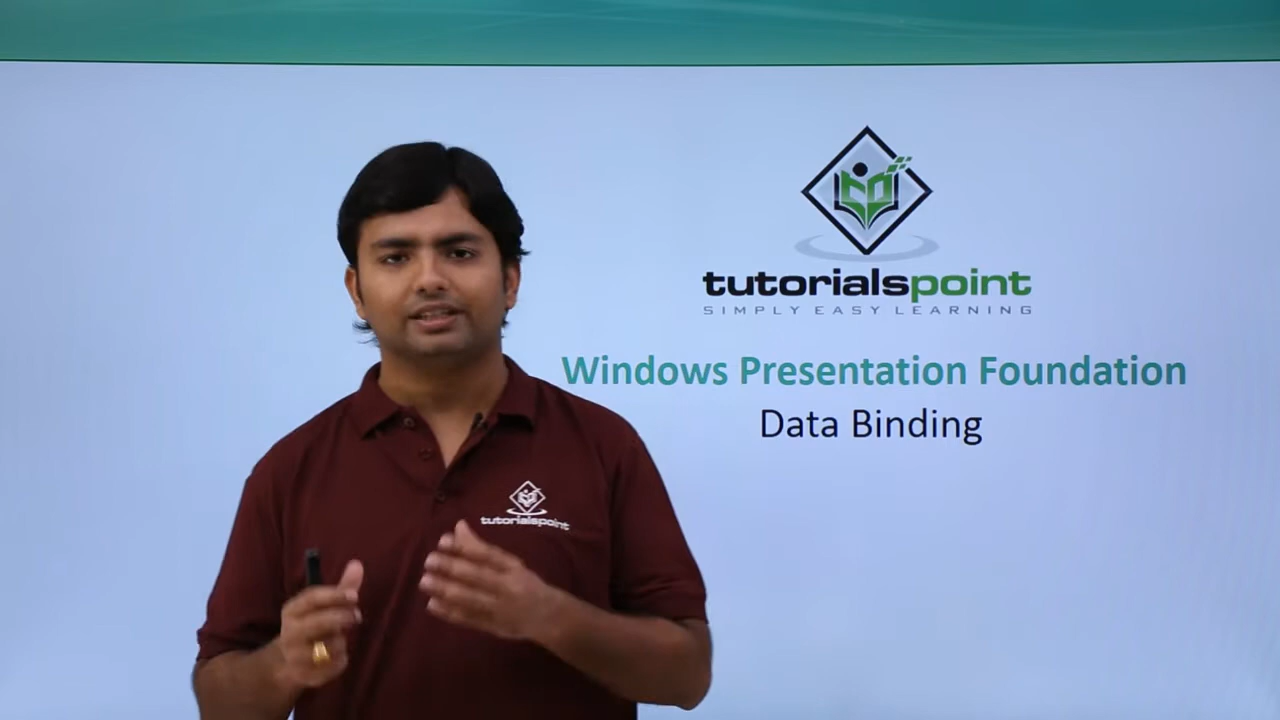 tutorialspoint
SIMPLY EASY LEARNING
Windows Presentation Foundation
Data Binding
tutorialspoint